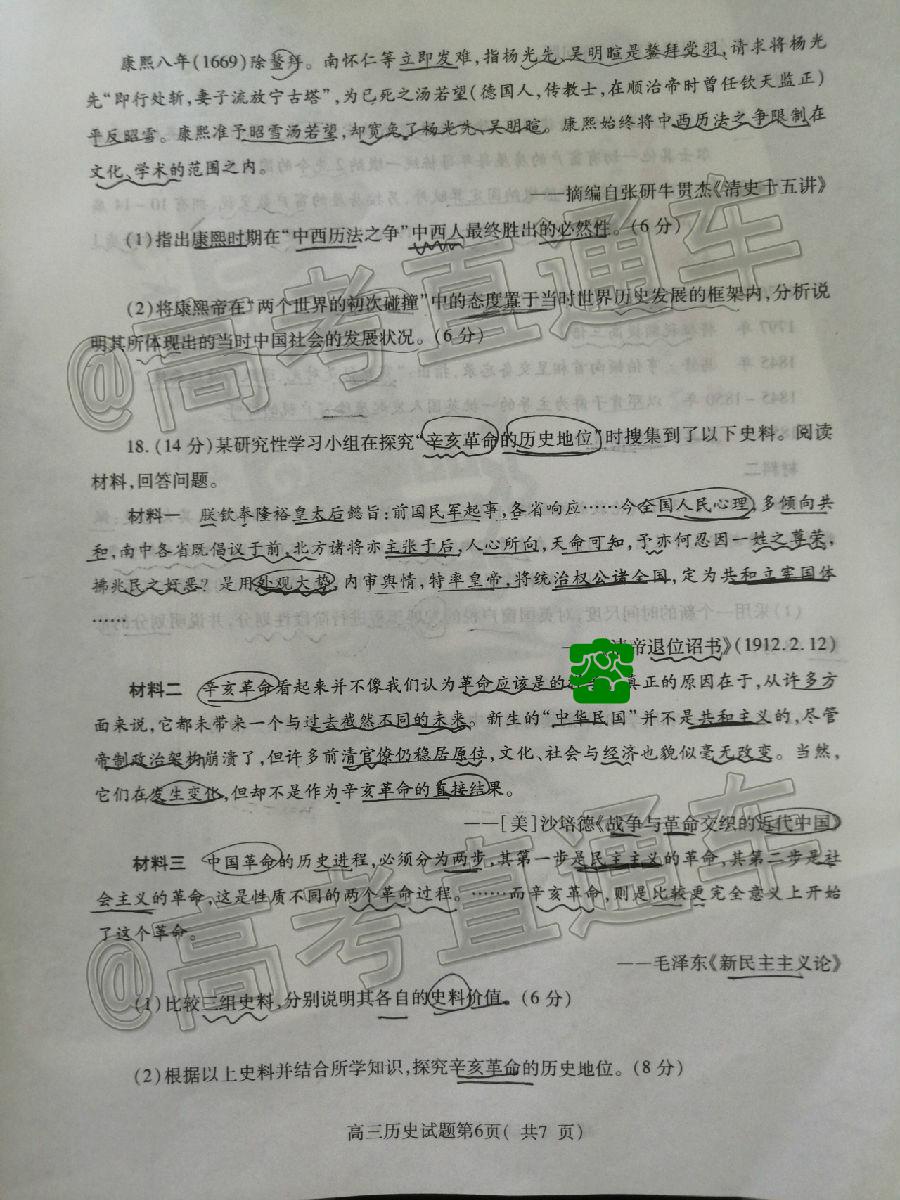 康熙八年(1669)除鳌拜。南怀仁等立即发难,指杨光先、吴明暄是鳌拜党羽,请求将杨光
先“即行处斩,妻子流放宁古塔”,为已死之汤若望(德国人,传教士,在顺治帝时曾任钦天监正)
平反昭雪。康熙准予昭雪汤若望,却宽免了杨光先、吴明暄。康熙始终将中西历法之争限制在
文化、学术的范围之内。
——摘编自张研牛贯杰《清史十五讲》
(1)指出康熙时期在“中西历法之争”中西人最终胜出的必然性。(6分)
(2)将康熙帝在“两个世界的初次碰撞”中的态度置于当时世界历史发展的框架内,分析说
明其所体现出的当时中国社会的发展状况。(6分)
18.(14分)某研究性学习小组在探究“辛亥革命的历史地位”时搜集到了以下史料。阅读
材料,回答问题。
材料一 朕钦奉隆裕皇太后懿旨:前因民军起事,各省响应……今全国人民心理,多倾向共
和,南中各省既倡议于前,北方诸将亦主张于后,人心所向,天命可知,予亦何忍因一姓之尊荣,
拂兆民之好恶?是用外观大势,内审舆情,特率皇帝,将统治权公诸全国,定为共和立宪国体
……
清帝退位诏书》(1912.2.12)
材料二 辛亥革命看起来并不像我们认为革命应该是的 真正的原因在于,从许多方
面来说,它都未带来一个与过去截然不同的未来。新生的“中华民国”并不是共和主义的,尽管
帝制政治架构崩溃了,但许多前清官僚仍稳居原位,文化、社会与经济也貌似毫无改变。当然,
它们在发生变化,但却不是作为辛亥革命的直接结果。
——[美]沙培德《战争与革命交织的近代中国》
材料三 中国革命的历史进程,必须分为两步,其第一步是民主主义的革命,其第二步是社
会主义的革命,这是性质不同的两个革命过程。……而辛亥革命,则是比较更完全意义上开始
了这个革命。
——毛泽东《新民主主义论》
(1)比较三组史料,分别说明其各自的史料价值。(6分)
(2)根据以上史料并结合所学知识,探究辛亥革命的历史地位。(8分)
高三历史试题第6页( 共7 页)
@高考直通车
@高考直通车